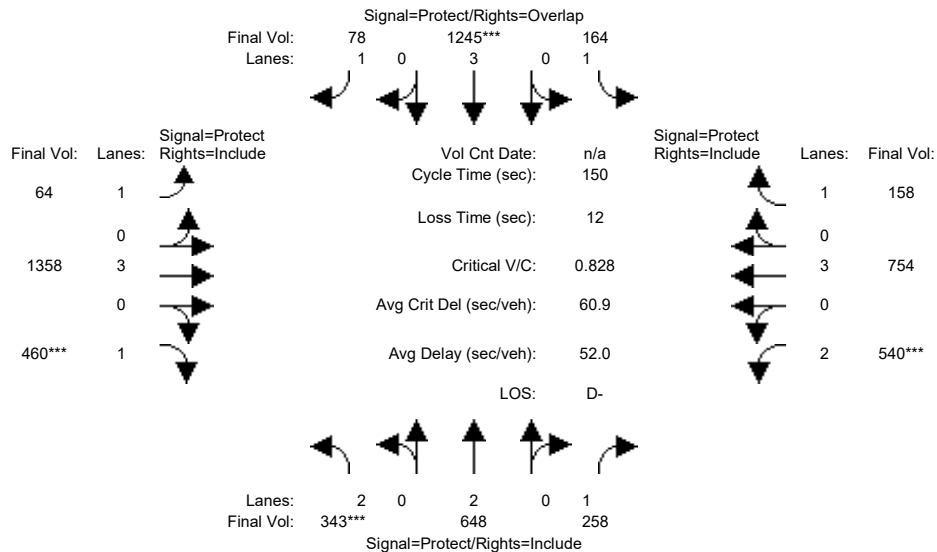 Signal=Protect/Rights=Overlap
Final Vol: 78 1245*** 164
Lanes: 1 0 3 0 1
Signal=Protect Signal=Protect
Final Vol: Lanes: Rights=Include Vol Cnt Date: n/a Rights=Include Lanes: Final Vol:
Cycle Time (sec): 150
64 1 1 158
Loss Time (sec): 12
0 0
1358 3 Critical V/C: 0.828 3 754
0 Avg Crit Del (sec/veh): 60.9 0
460*** 1 Avg Delay (sec/veh): 52.0 2 540***
LOS: D-
Lanes: 2 0 2 0 1
Final Vol: 343*** 648 258
Signal=Protect/Rights=Include